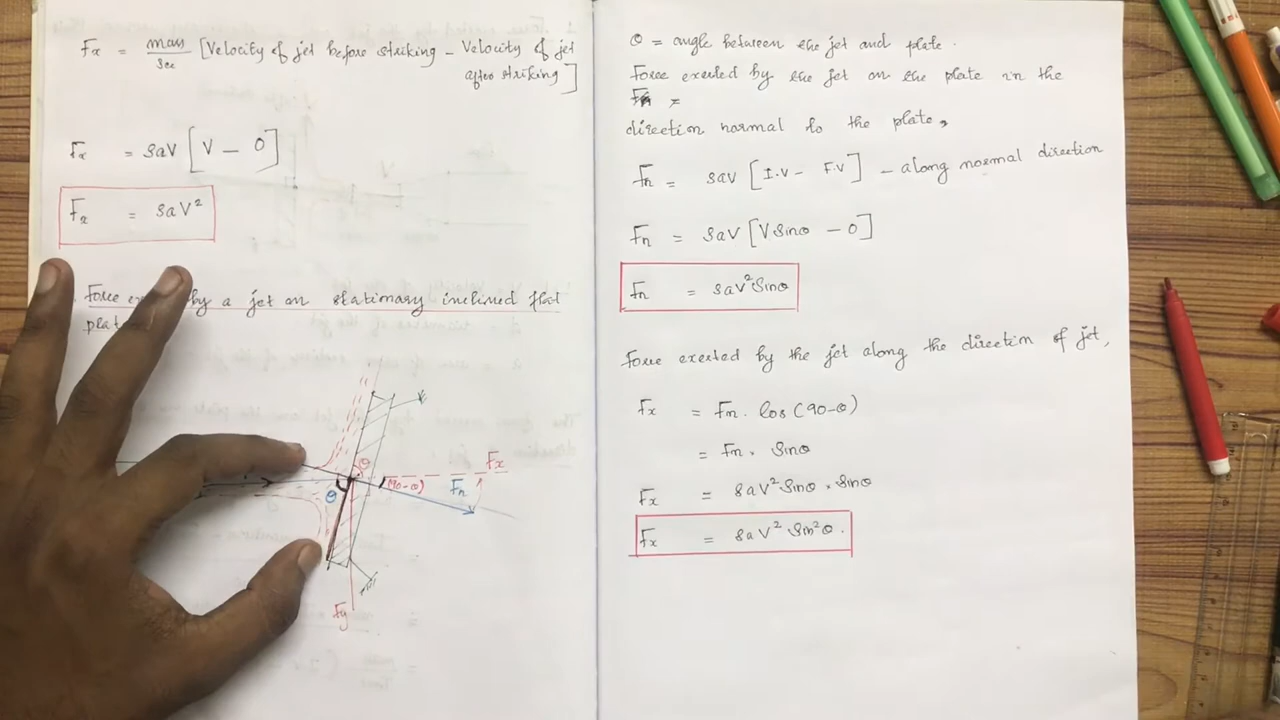 Fx = mass/sec [Velocity of jet before striking - Velocity of jet
after striking]
Fx = ρaV [V - 0]
Fx = ρaV²
Force by a jet on stationary inclined flat
θ
Fx
(90-θ)
Fn
θ
Fy
θ = angle between the jet and plate.
Force exerted by the jet on the plate in the
direction normal to the plate,
Fn = ρaV [I.V - F.V] - along normal direction
Fn = ρaV [V Sinθ - 0]
Fn = ρaV² Sinθ
Force exerted by the jet along the direction of jet,
Fx = Fn . Cos (90-θ)
= Fn . Sinθ
Fx = ρaV² Sinθ × Sinθ
Fx = ρaV² Sin²θ.